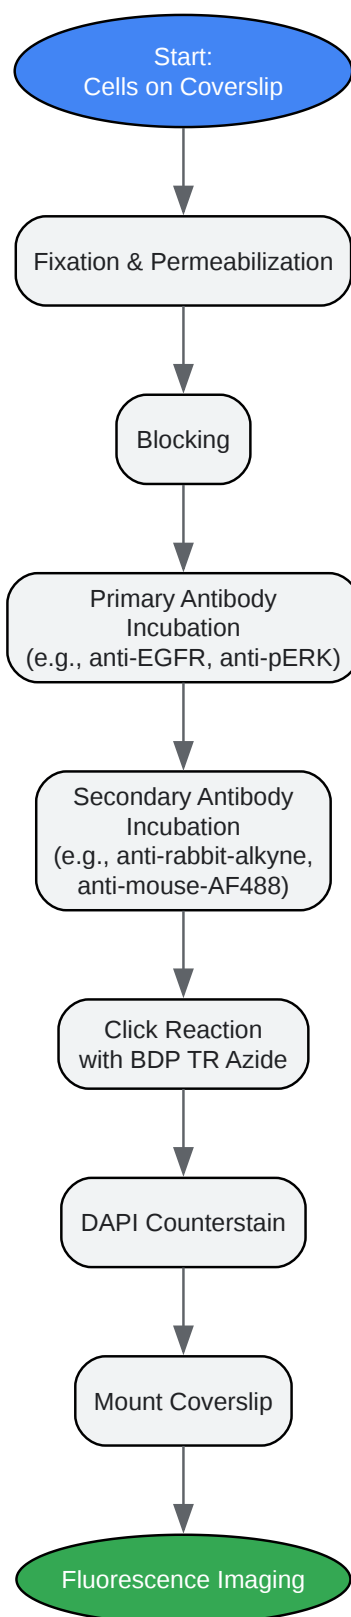 Start:
Cells on Coverslip
Fixation & Permeabilization
Blocking
Primary Antibody
Incubation
(e.g., anti-EGFR, anti-pERK)
Secondary Antibody
Incubation
(e.g., anti-rabbit-alkyne,
anti-mouse-AF488)
Click Reaction
with BDP TR Azide
DAPI Counterstain
Mount Coverslip
Fluorescence Imaging